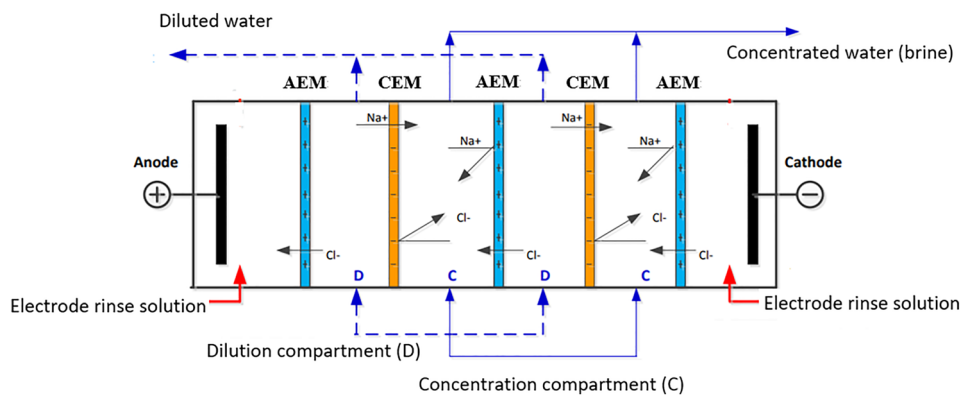 Diluted water
Concentrated water (brine)
AEM CEM AEM CEM AEM
Na+ Na+
Na+ Na+
Anode Cathode
+ −
Cl- Cl-
Cl- Cl- Cl-
D C D C
Electrode rinse solution Electrode rinse solution
Dilution compartment (D)
Concentration compartment (C)